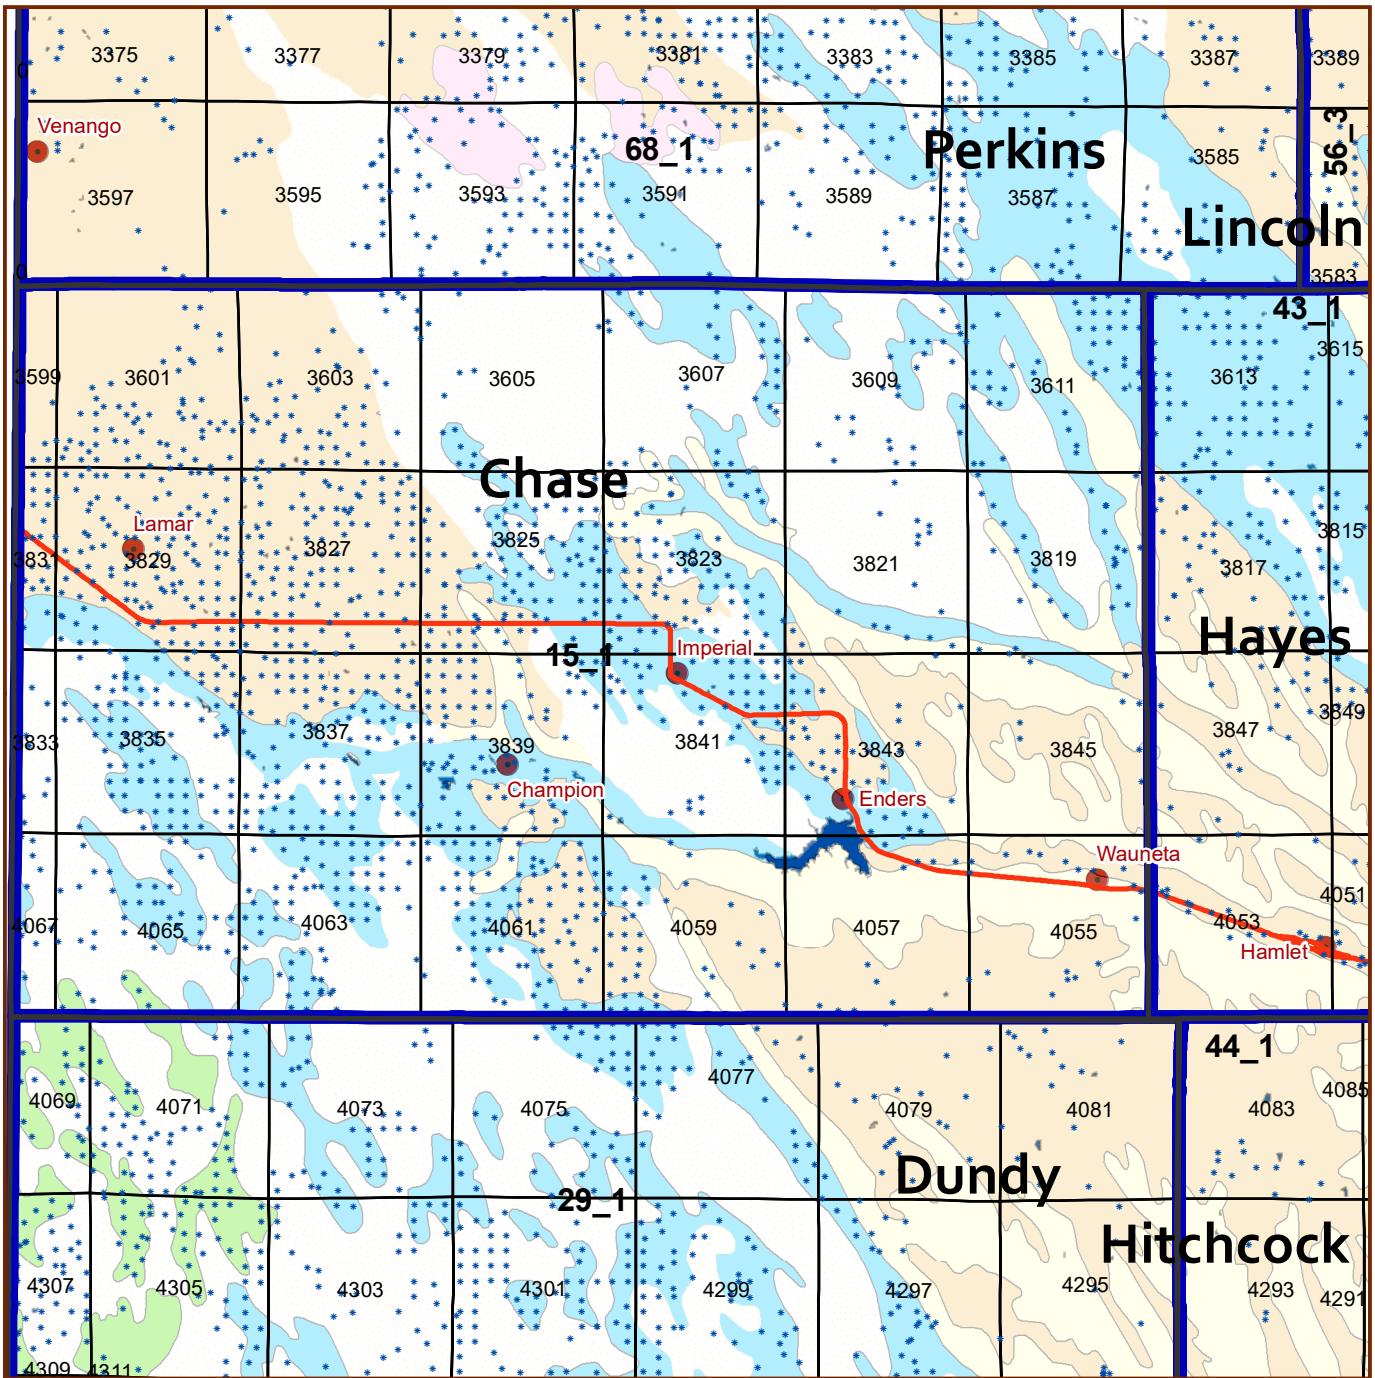 3375 3377 3379 3381 3383 3385 3387 3389
0
Venango
68_1 Perkins 56_3
3597 3595 3593 3591 3589 3587 3585
Lincoln
0 3583
43_1
3599 3601 3603 3605 3607 3609 3611 3613 3615
Chase
Lamar
3831 3829 3827 3825 3823 3821 3819 3817 3815
15_1 Imperial Hayes
3833 3835 3837 3839 3841 3843 3845 3847 3849
Champion Enders
Wauneta
4067 4065 4063 4061 4059 4057 4055 4053 4051
Hamlet
44_1
4069 4071 4073 4075 4077 4079 4081 4083 4085
Dundy
29_1
Hitchcock
4307 4305 4303 4301 4299 4297 4295 4293 4291
4309 4311